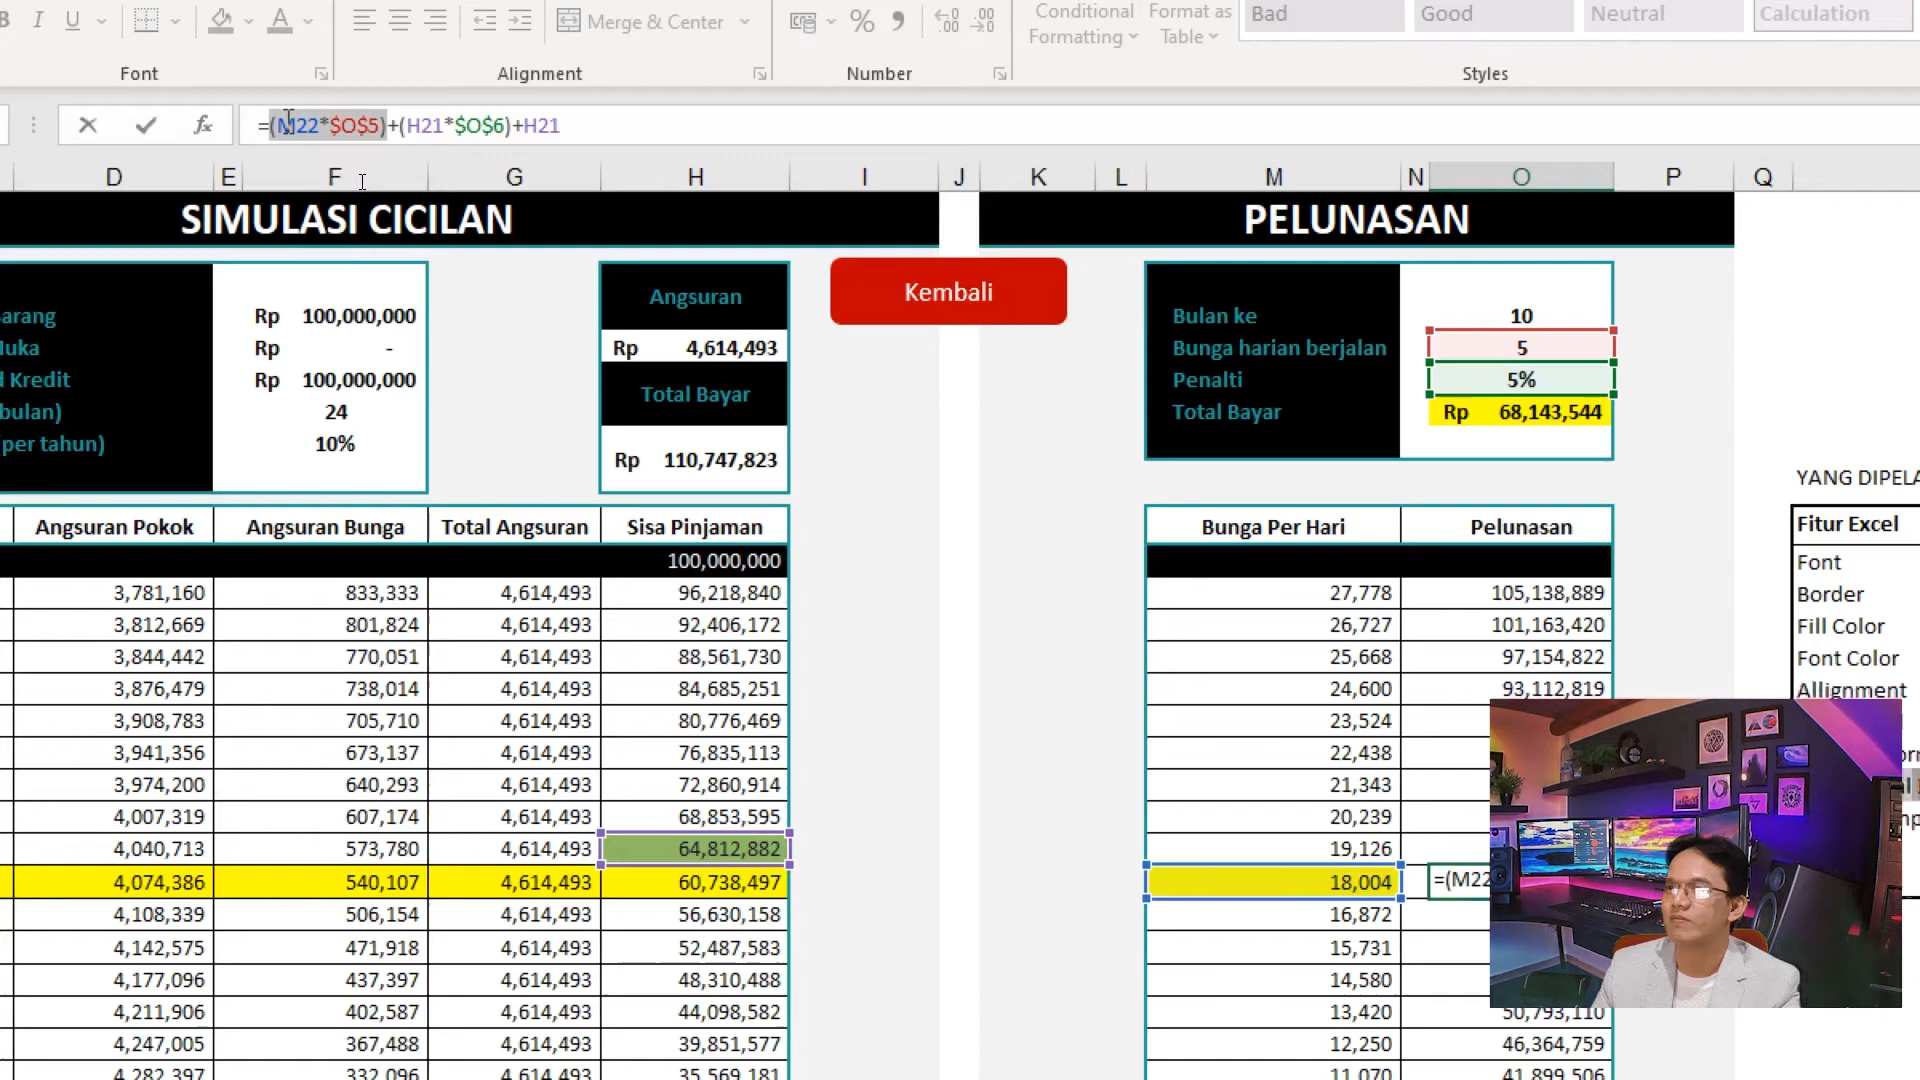 B I U
Merge & Center
Conditional Formatting
Format as Table
Bad Good Neutral Calculation
Font Alignment Number Styles
fx =(M22*$O$5)+(H21*$O$6)+H21
D E F G H I J K L M N O P Q
SIMULASI CICILAN PELUNASAN
Kembali
arang Rp 100,000,000
Rp -
Kredit Rp 100,000,000
bulan) 24
per tahun) 10%
Angsuran
Rp 4,614,493
Total Bayar
Rp 110,747,823
Bulan ke 10
Bunga harian berjalan 5
Penalti 5%
Total Bayar Rp 68,143,544
YANG DIPELA
Angsuran Pokok Angsuran Bunga Total Angsuran Sisa Pinjaman Bunga Per Hari Pelunasan Fitur Excel
100,000,000 Font
3,781,160 833,333 4,614,493 96,218,840 27,778 105,138,889 Border
3,812,669 801,824 4,614,493 92,406,172 26,727 101,163,420 Fill Color
3,844,442 770,051 4,614,493 88,561,730 25,668 97,154,822 Font Color
3,876,479 738,014 4,614,493 84,685,251 24,600 93,112,819 Allignment
3,908,783 705,710 4,614,493 80,776,469 23,524
3,941,356 673,137 4,614,493 76,835,113 22,438
3,974,200 640,293 4,614,493 72,860,914 21,343
4,007,319 607,174 4,614,493 68,853,595 20,239
4,040,713 573,780 4,614,493 64,812,882 19,126
4,074,386 540,107 4,614,493 60,738,497 18,004 =(M22
4,108,339 506,154 4,614,493 56,630,158 16,872
4,142,575 471,918 4,614,493 52,487,583 15,731
4,177,096 437,397 4,614,493 48,310,488 14,580
4,211,906 402,587 4,614,493 44,098,582 13,420 50,793,110
4,247,005 367,488 4,614,493 39,851,577 12,250 46,364,759
4,282,397 332,096 4,614,493 35,569,181 11,070 41,899,506